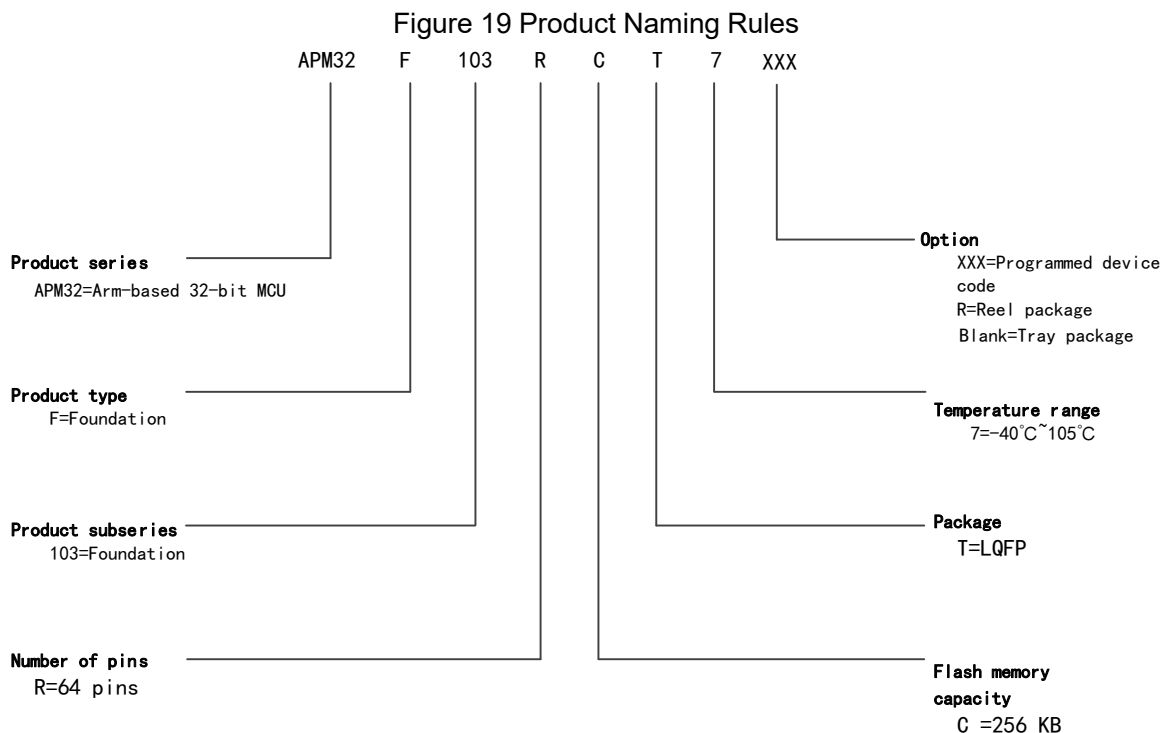 Figure 19 Product Naming Rules
APM32 F 103 R C T 7 XXX
Product series
APM32=Arm-based 32-bit MCU
Product type
F=Foundation
Product subseries
103=Foundation
Number of pins
R=64 pins
Option
XXX=Programmed device
code
R=Reel package
Blank=Tray package
Temperature range
7=-40℃~105℃
Package
T=LQFP
Flash memory
capacity
C =256 KB